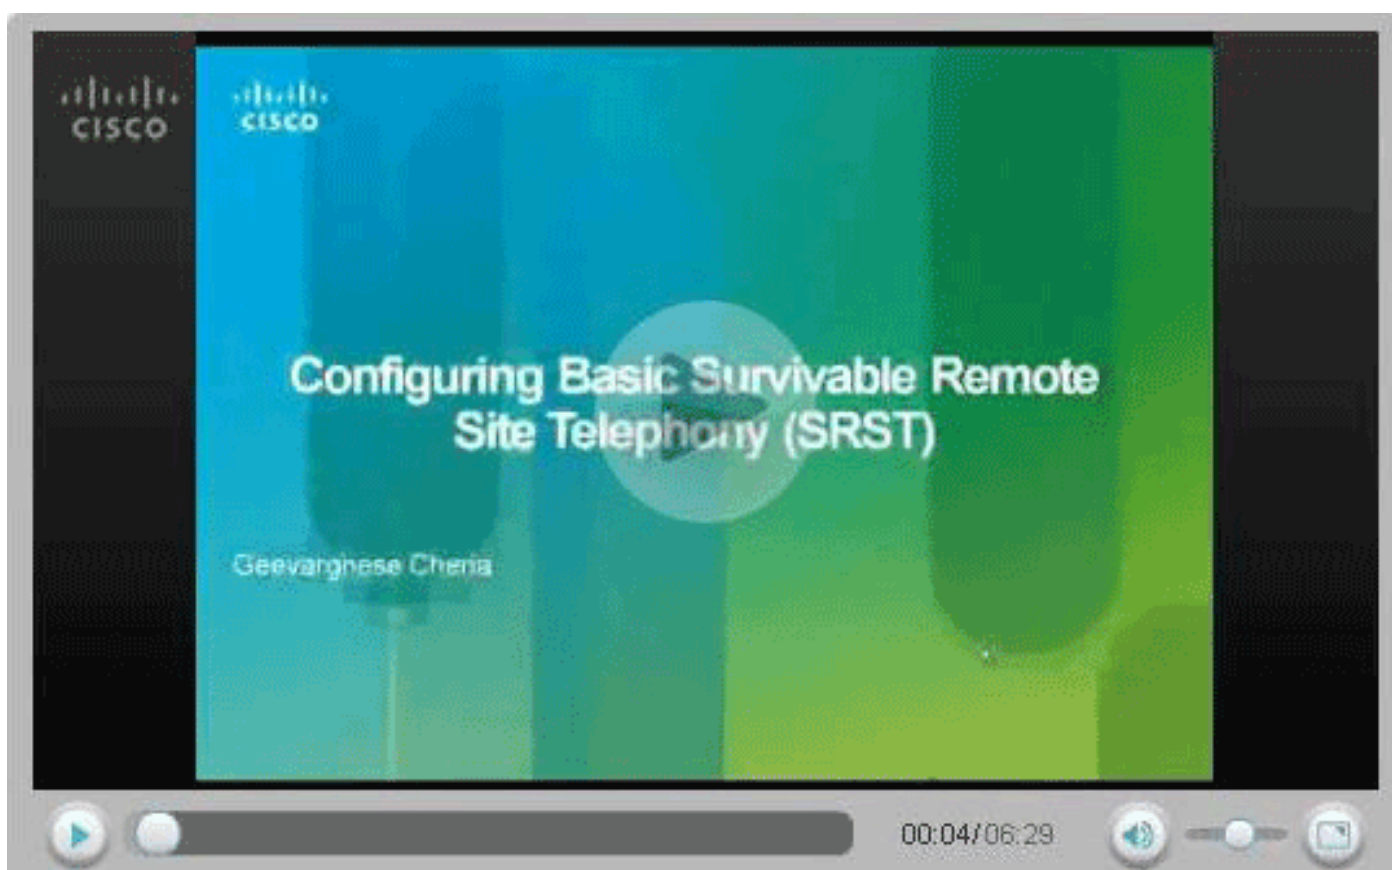 CISCO
CISCO
Configuring Basic Survivable Remote
Site Telephony (SRST)
Geevarghese Cheria
00:04/06:29